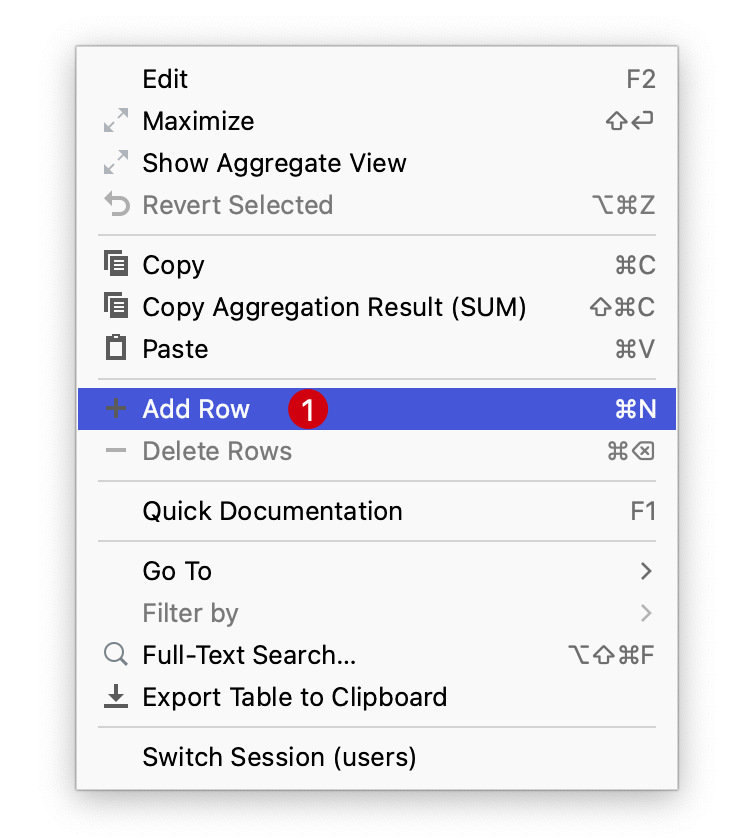 Edit F2
Maximize ⇧↩
Show Aggregate View
Revert Selected ⌥⌘Z
Copy ⌘C
Copy Aggregation Result (SUM) ⇧⌘C
Paste ⌘V
Add Row 1 ⌘N
Delete Rows ⌘⌫
Quick Documentation F1
Go To
Filter by
Full-Text Search... ⌥⇧⌘F
Export Table to Clipboard
Switch Session (users)